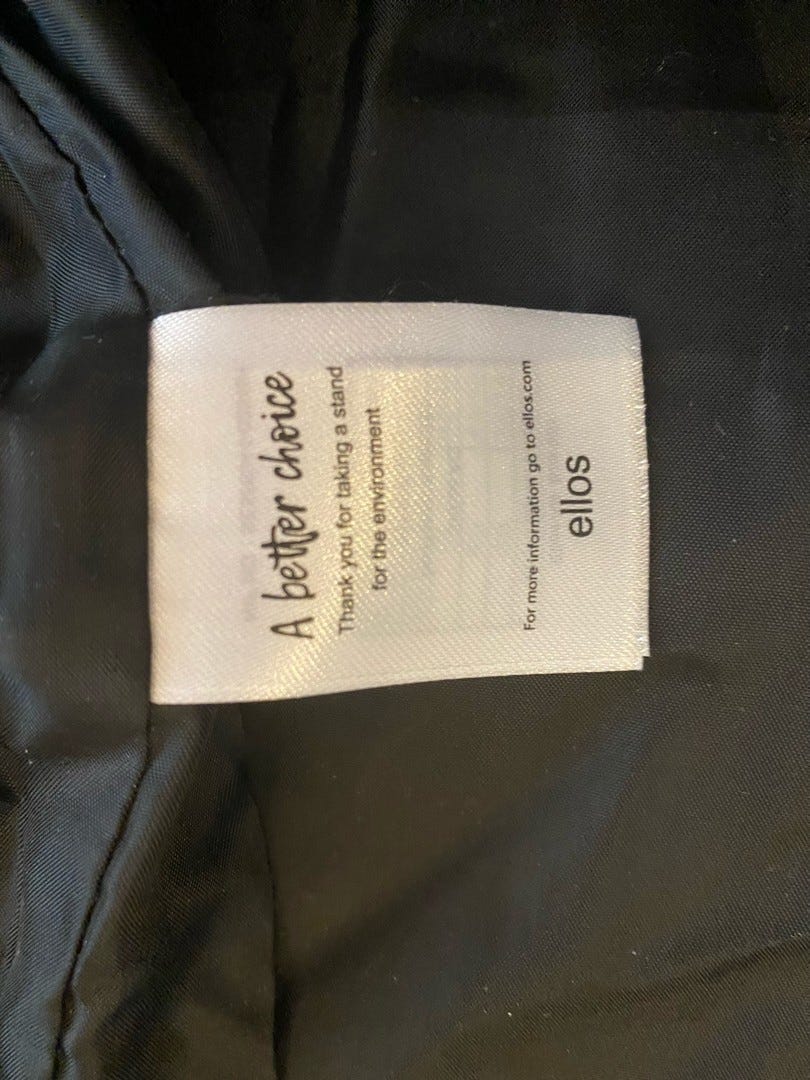 A better choice
Thank you for taking a stand
for the environment
For more information go to ellos.com
ellos